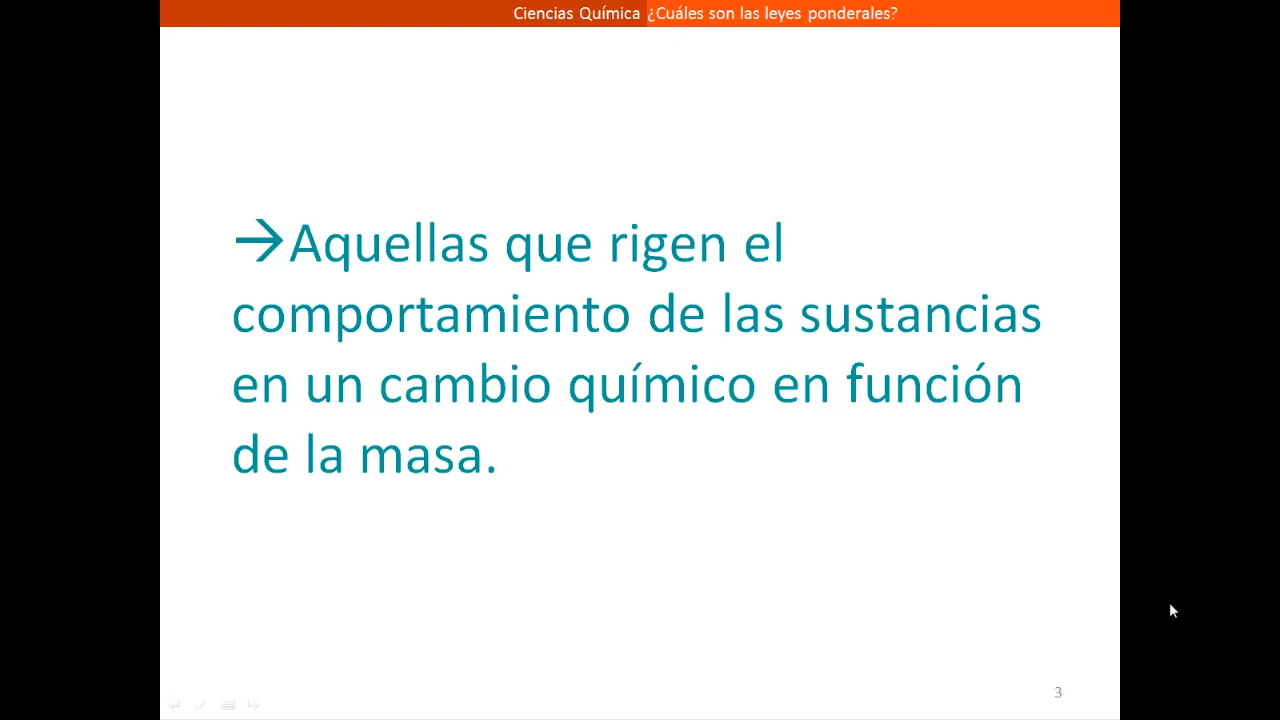 Ciencias Química ¿Cuáles son las leyes ponderales?
→Aquellas que rigen el
comportamiento de las sustancias
en un cambio químico en función
de la masa.
3